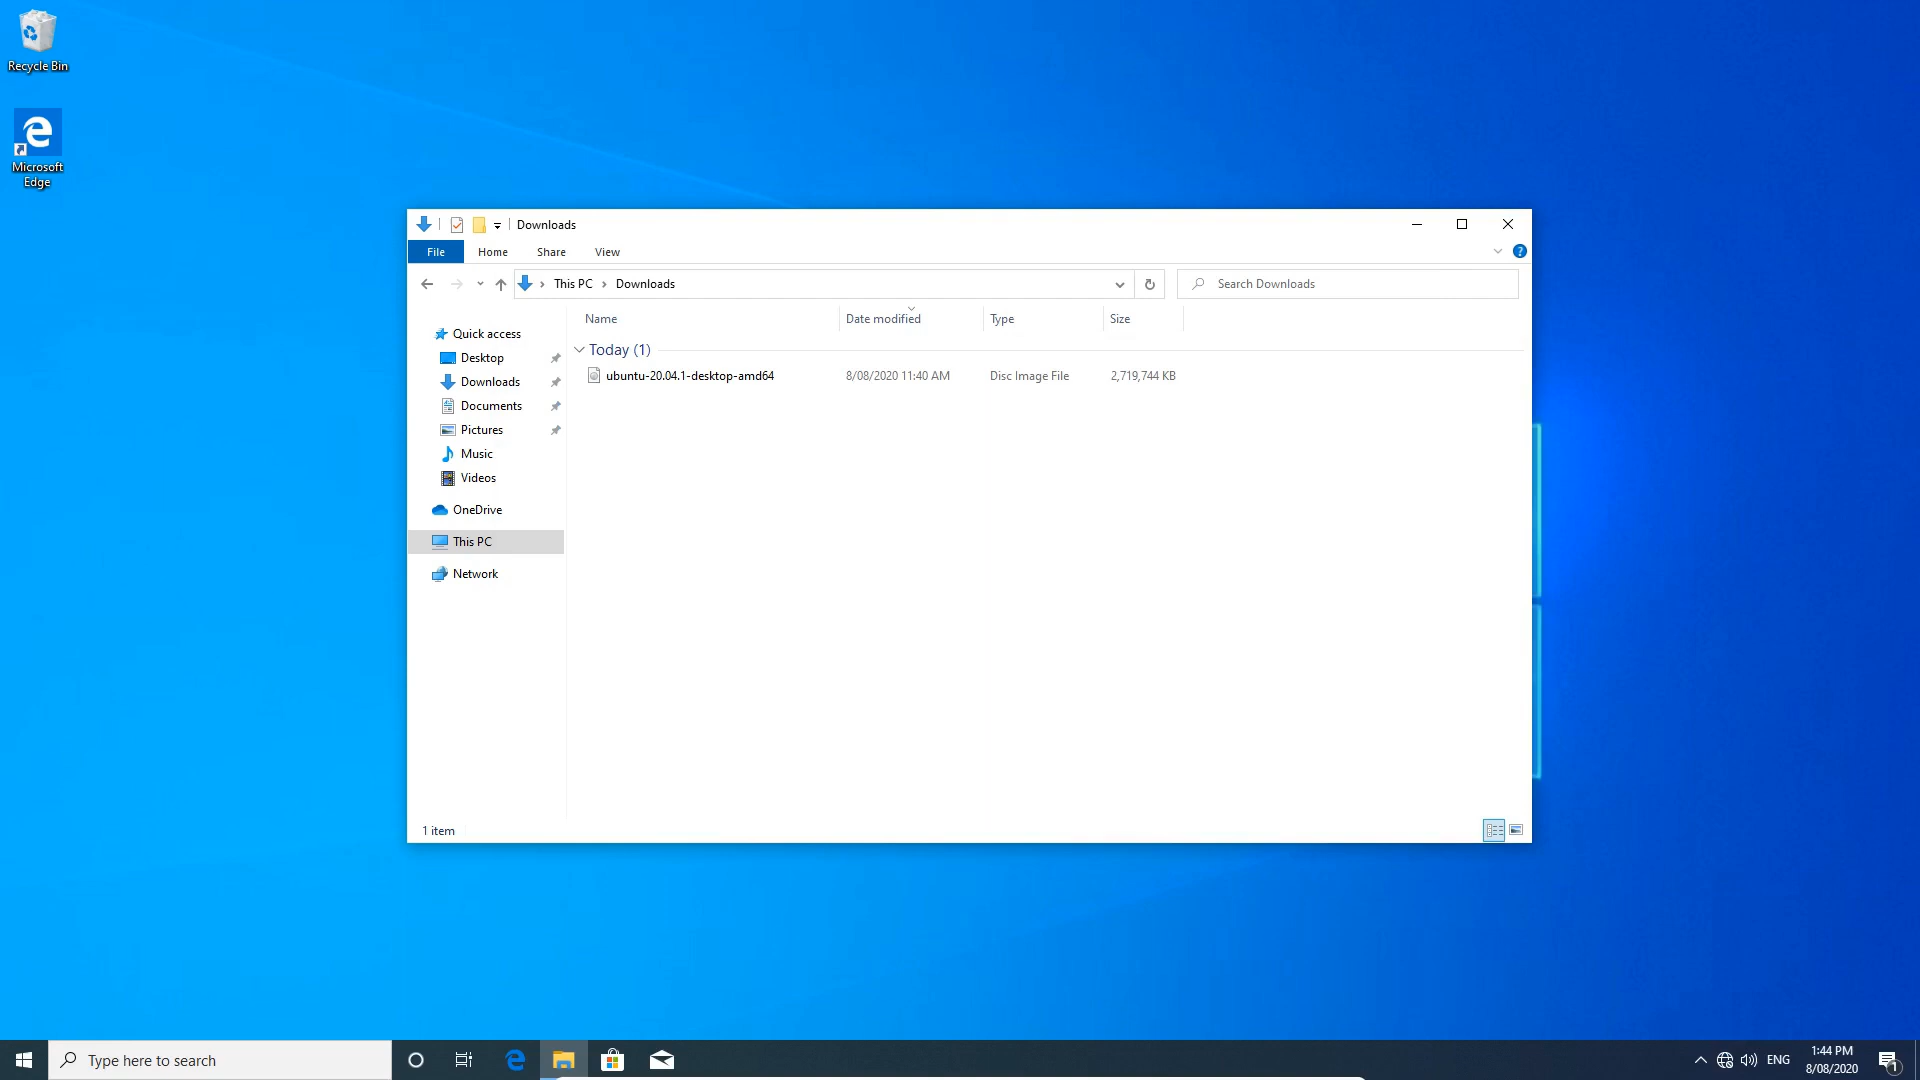 Recycle Bin
Microsoft
Edge
Downloads
File
Home
Share
View
This PC
Downloads
Search Downloads
Name
Date modified
Type
Size
Quick access
Desktop
Downloads
Documents
Pictures
Music
Videos
OneDrive
This PC
Network
Today (1)
ubuntu-20.04.1-desktop-amd64
8/08/2020 11:40 AM
Disc Image File
2,719,744 KB
1 item
Type here to search
ENG
1:44 PM
8/08/2020
1